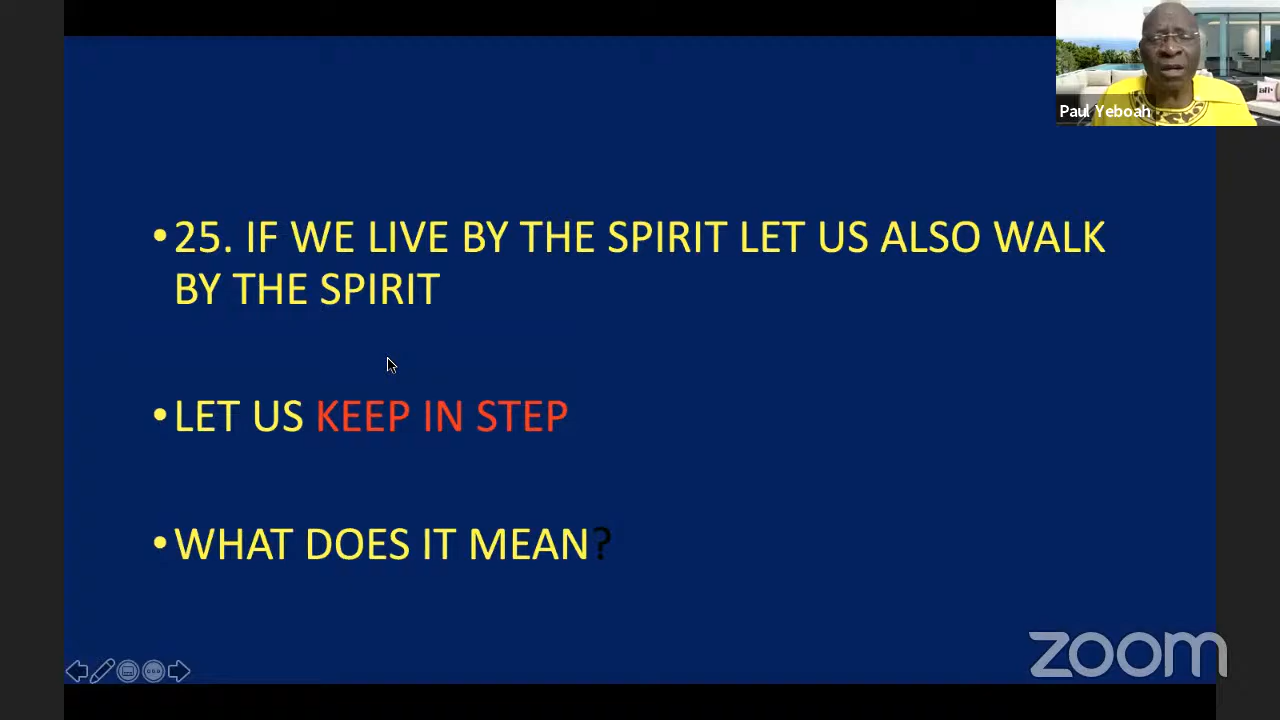 Paul Yeboah
•25. IF WE LIVE BY THE SPIRIT LET US ALSO WALK
BY THE SPIRIT
•LET US KEEP IN STEP
•WHAT DOES IT MEAN?
zoom